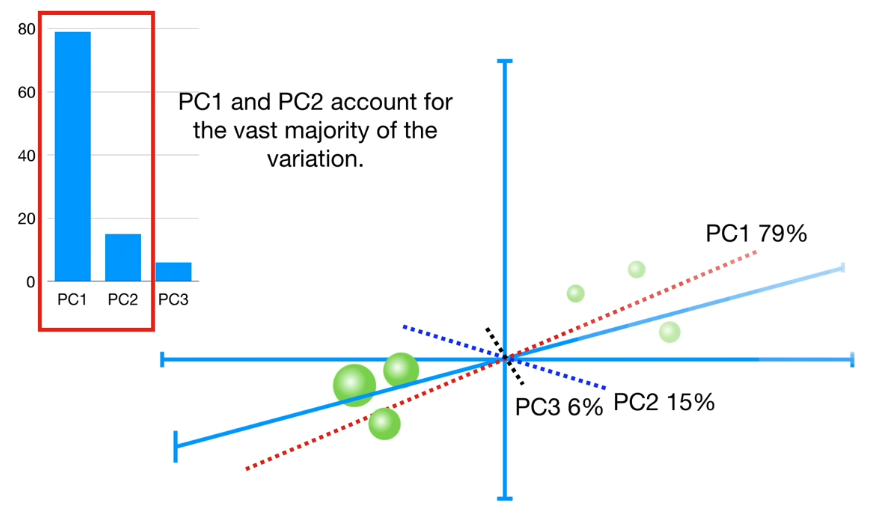 80
60
40
20
0
PC1 PC2 PC3
PC1 and PC2 account for
the vast majority of the
variation.
PC1 79%
PC3 6% PC2 15%